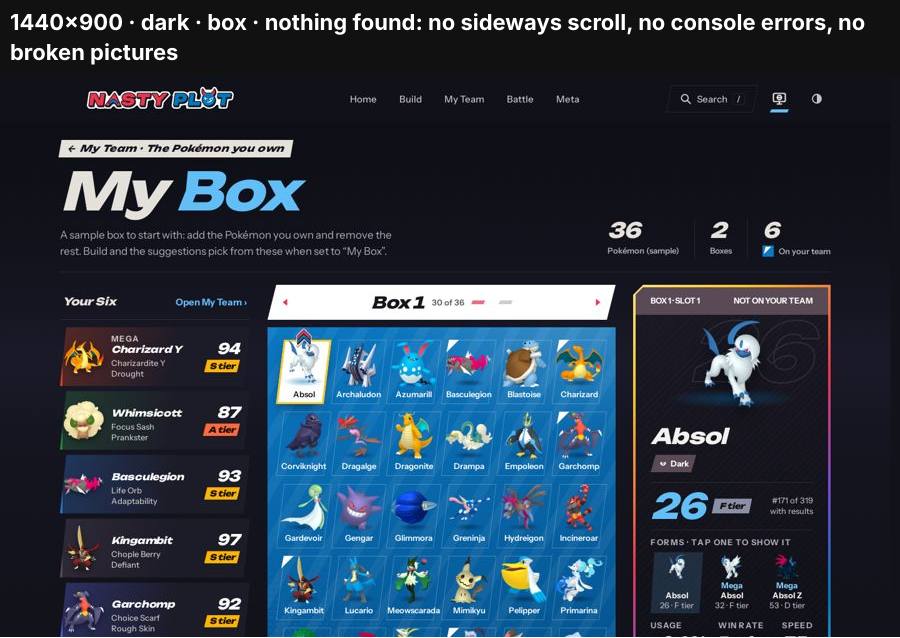 1440×900 · dark · box · nothing found: no sideways scroll, no console errors, no
broken pictures
NASTY PLOT
Home
Build
My Team
Battle
Meta
Search /
← My Team · The Pokémon you own
My Box
A sample box to start with: add the Pokémon you own and remove the
rest. Build and the suggestions pick from these when set to “My Box”.
36
Pokémon (sample)
2
Boxes
6
On your team
Your Six
Open My Team ›
MEGA
Charizard Y
Charizardite Y
Drought
94
S tier
Whimsicott
Focus Sash
Prankster
87
A tier
Basculegion
Life Orb
Adaptability
93
S tier
Kingambit
Chople Berry
Defiant
97
S tier
Garchomp
Choice Scarf
Rough Skin
92
S tier
Box 1 30 of 36
Absol
Archaludon
Azumarill
Basculegion
Blastoise
Charizard
Corviknight
Dragalge
Dragonite
Drampa
Empoleon
Garchomp
Gardevoir
Gengar
Glimmora
Greninja
Hydreigon
Incineroar
Kingambit
Lucario
Meowscarada
Mimikyu
Pelipper
Primarina
BOX 1 · SLOT 1
NOT ON YOUR TEAM
26
Absol
Dark
26
F tier
#171 of 319
with results
FORMS · TAP ONE TO SHOW IT
Absol
26 · F tier
Mega
Absol
32 · F tier
Mega
Absol Z
53 · D tier
USAGE
WIN RATE
SPEED